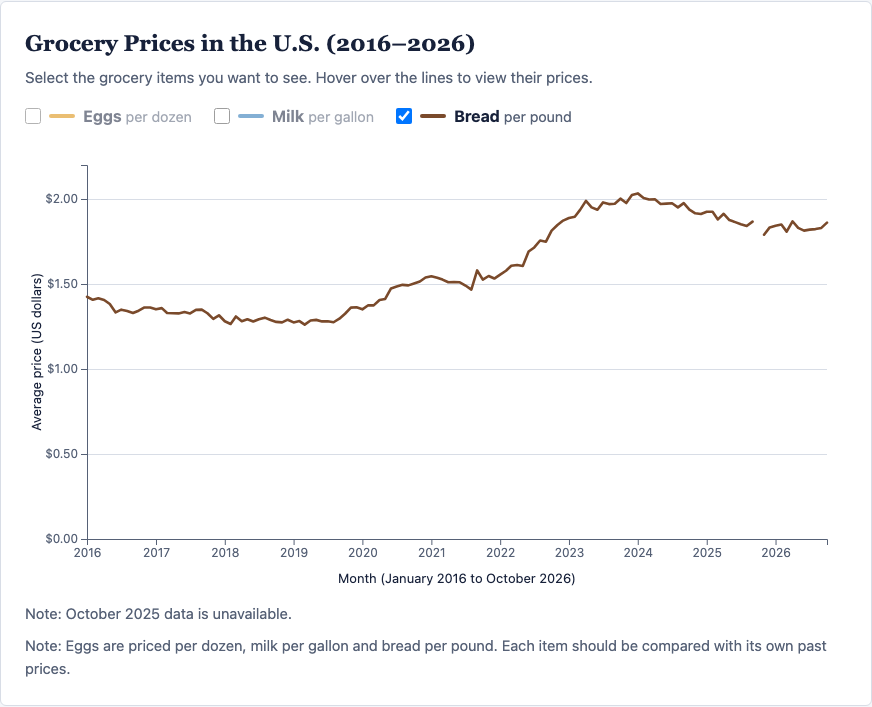 Grocery Prices in the U.S. (2016–2026)
Select the grocery items you want to see. Hover over the lines to view their prices.
Eggs per dozen Milk per gallon Bread per pound
Average price (US dollars)
$2.00
$1.50
$1.00
$0.50
$0.00
2016 2017 2018 2019 2020 2021 2022 2023 2024 2025 2026
Month (January 2016 to October 2026)
Note: October 2025 data is unavailable.
Note: Eggs are priced per dozen, milk per gallon and bread per pound. Each item should be compared with its own past
prices.